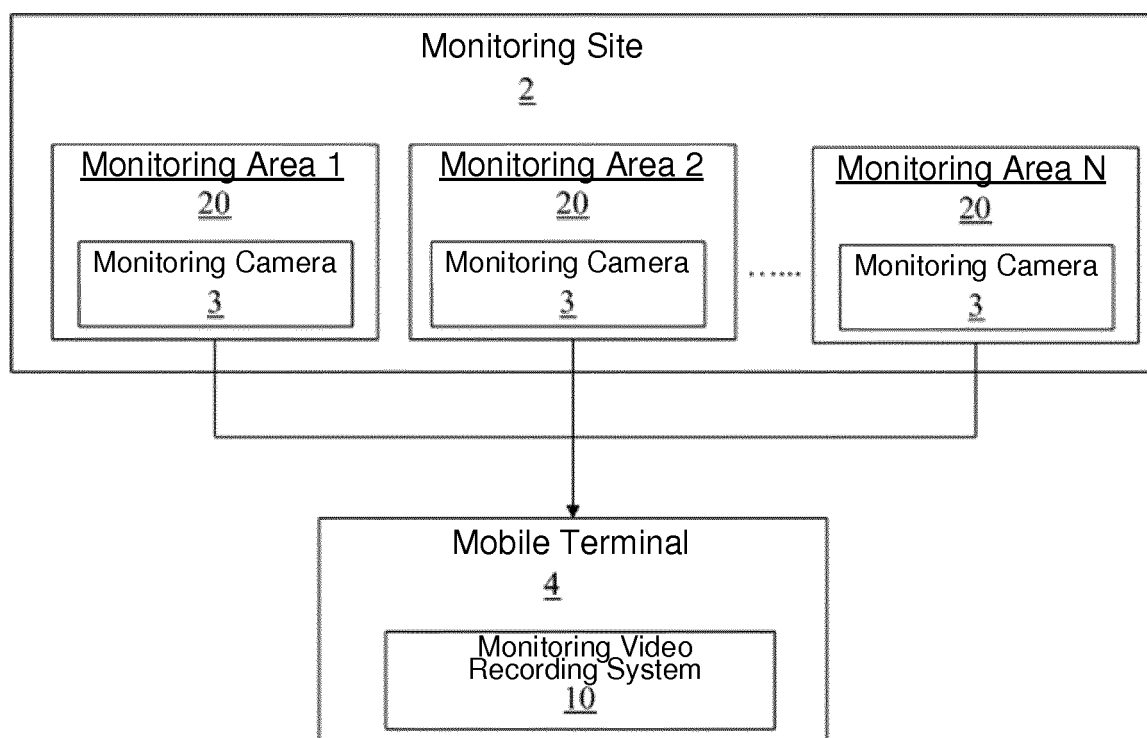 Monitoring Site
2
Monitoring Area 1
20
Monitoring Camera
3
Monitoring Area 2
20
Monitoring Camera
3
.......
Monitoring Area N
20
Monitoring Camera
3
Mobile Terminal
4
Monitoring Video
Recording System
10